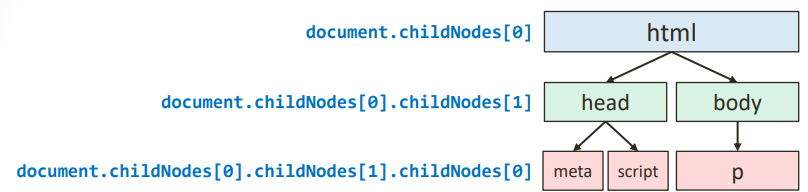 document.childNodes[0] html
document.childNodes[0].childNodes[1] head body
document.childNodes[0].childNodes[1].childNodes[0] meta script p